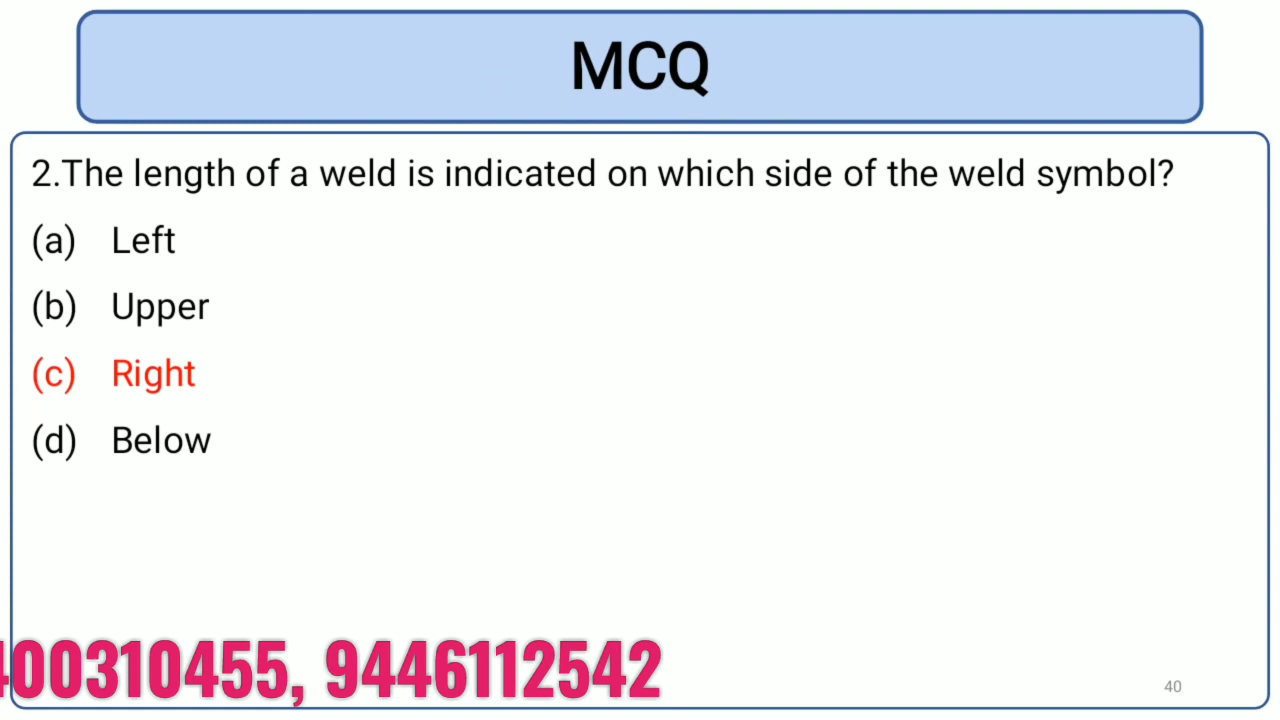 MCQ
2.The length of a weld is indicated on which side of the weld symbol?
(a) Left
(b) Upper
(c) Right
(d) Below
00310455, 9446112542
40